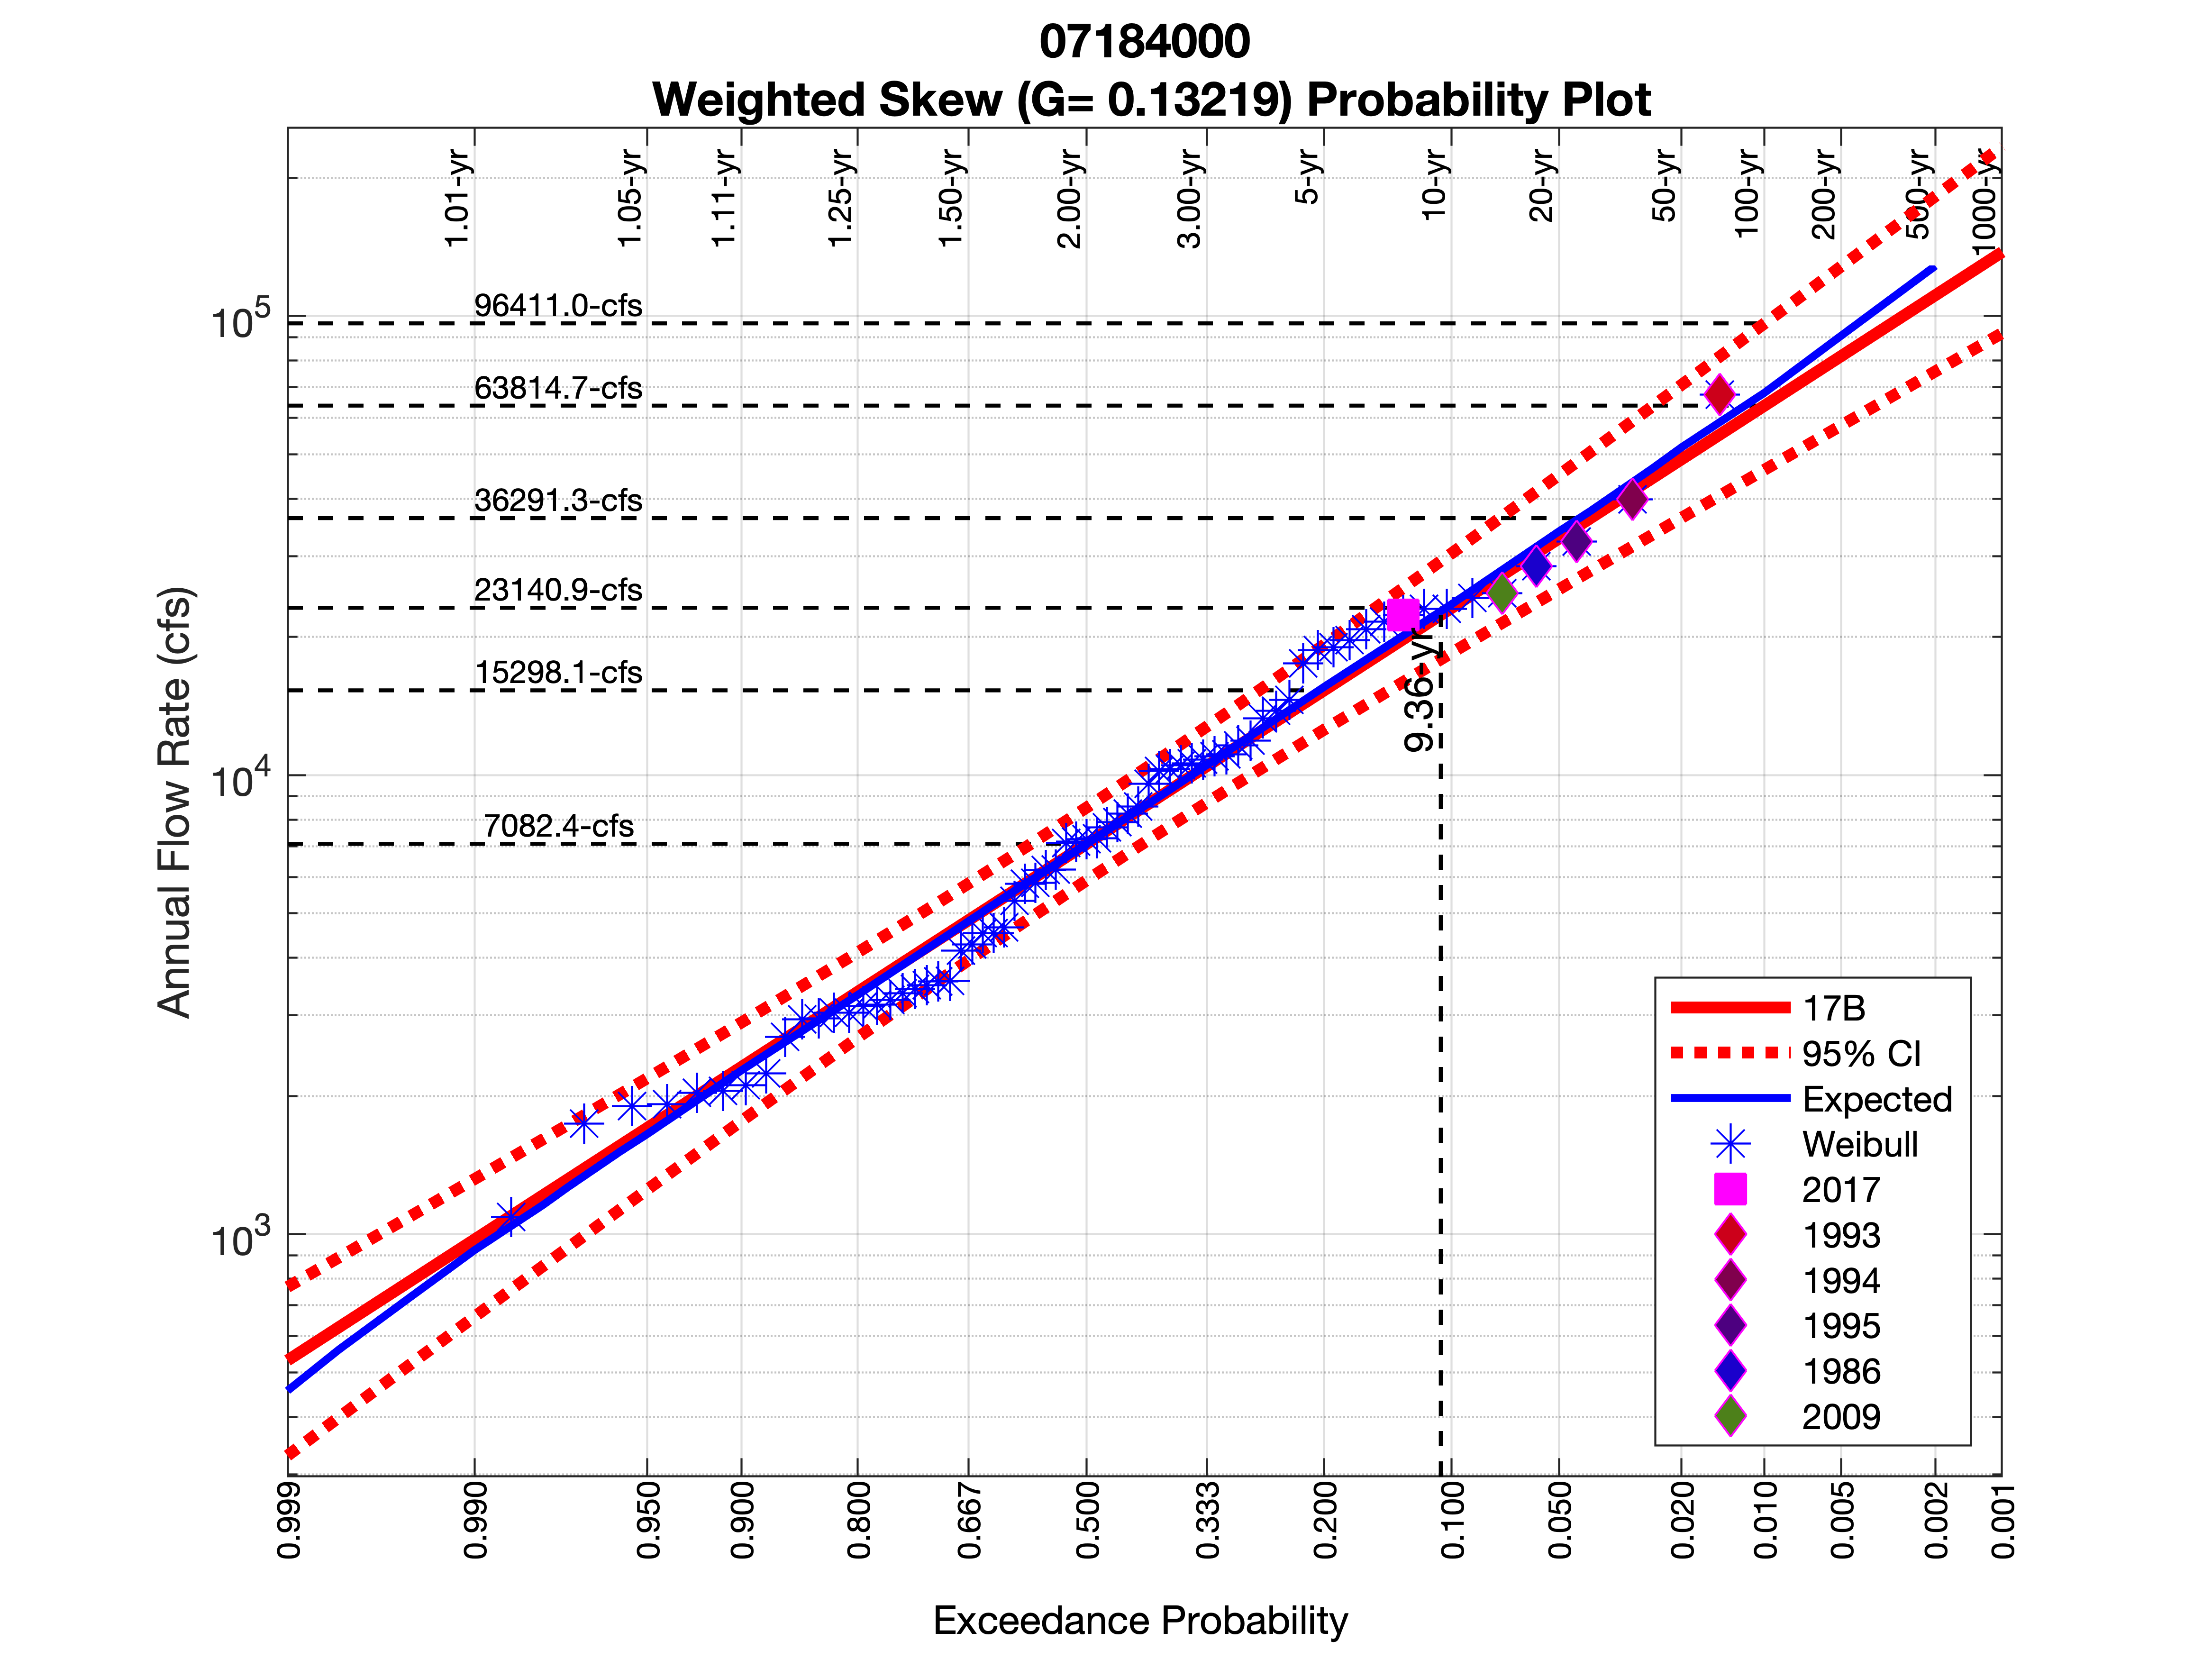 07184000
Weighted Skew (G= 0.13219) Probability Plot
1.01-yr
1.05-yr
1.11-yr
1.25-yr
1.50-yr
2.00-yr
3.00-yr
5-yr
10-yr
20-yr
50-yr
100-yr
200-yr
500-yr
1000-yr
96411.0-cfs
63814.7-cfs
36291.3-cfs
23140.9-cfs
15298.1-cfs
7082.4-cfs
9.36-yr
10^5
10^4
10^3
Annual Flow Rate (cfs)
17B
95% CI
Expected
Weibull
2017
1993
1994
1995
1986
2009
0.999
0.990
0.950
0.900
0.800
0.667
0.500
0.333
0.200
0.100
0.050
0.020
0.010
0.005
0.002
0.001
Exceedance Probability